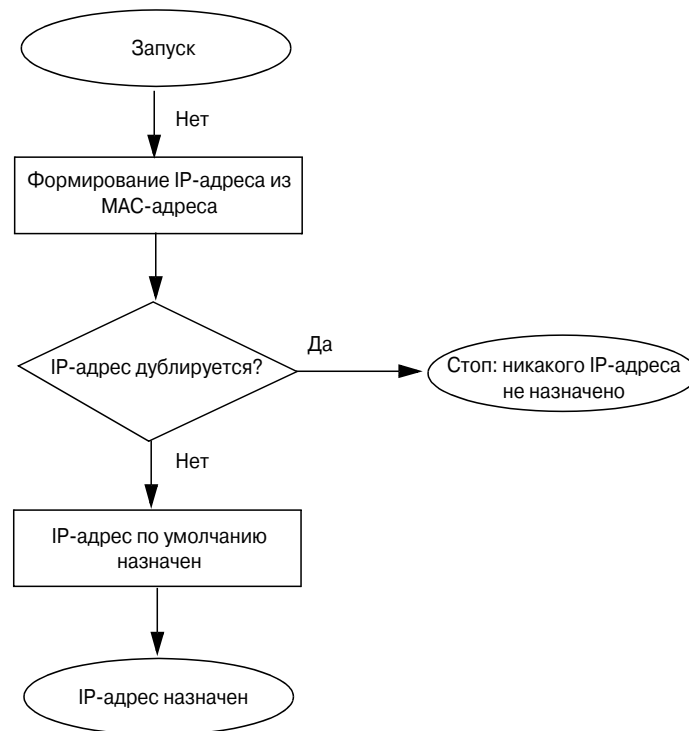 Запуск
Нет
Формирование IP-адреса из
MAC-адреса
IP-адрес дублируется?
Да
Стоп: никакого IP-адреса
не назначено
Нет
IP-адрес по умолчанию
назначен
IP-адрес назначен